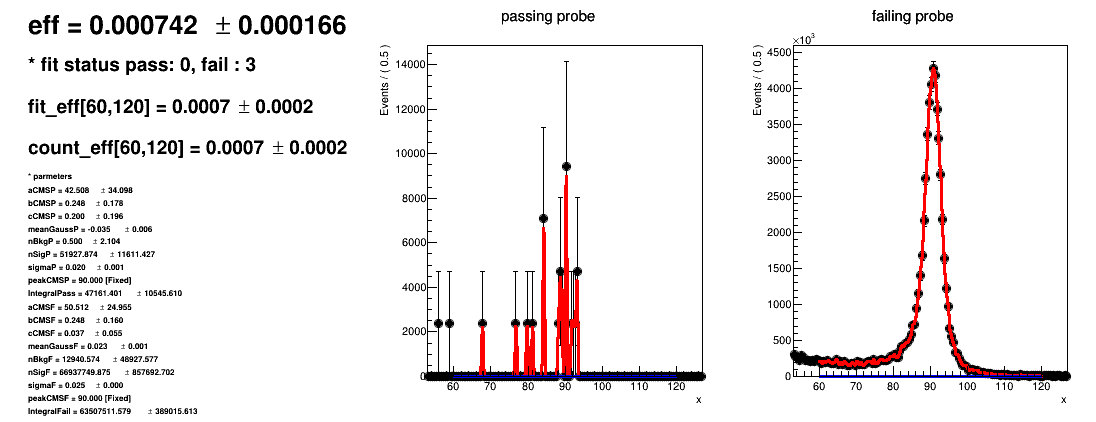 eff = 0.000742 ± 0.000166
* fit status pass: 0, fail : 3
fit_eff[60,120] = 0.0007 ± 0.0002
count_eff[60,120] = 0.0007 ± 0.0002
* parmeters
aCMSP = 42.508 ± 34.098
bCMSP = 0.248 ± 0.178
cCMSP = 0.200 ± 0.196
meanGaussP = -0.035 ± 0.006
nBkgP = 0.500 ± 2.104
nSigP = 51927.874 ± 11611.427
sigmaP = 0.020 ± 0.001
peakCMSP = 90.000 [Fixed]
IntegralPass = 47161.401 ± 10545.610
aCMSF = 50.512 ± 24.955
bCMSF = 0.248 ± 0.160
cCMSF = 0.037 ± 0.055
meanGaussF = 0.023 ± 0.001
nBkgF = 12940.574 ± 48927.577
nSigF = 66937749.875 ± 857692.702
sigmaF = 0.025 ± 0.000
peakCMSF = 90.000 [Fixed]
IntegralFail = 63507511.579 ± 389015.613
passing probe
Events / ( 0.5 )
14000
12000
10000
8000
6000
4000
2000
0
60 70 80 90 100 110 120
x
failing probe
×10³
Events / ( 0.5 )
4500
4000
3500
3000
2500
2000
1500
1000
500
0
60 70 80 90 100 110 120
x